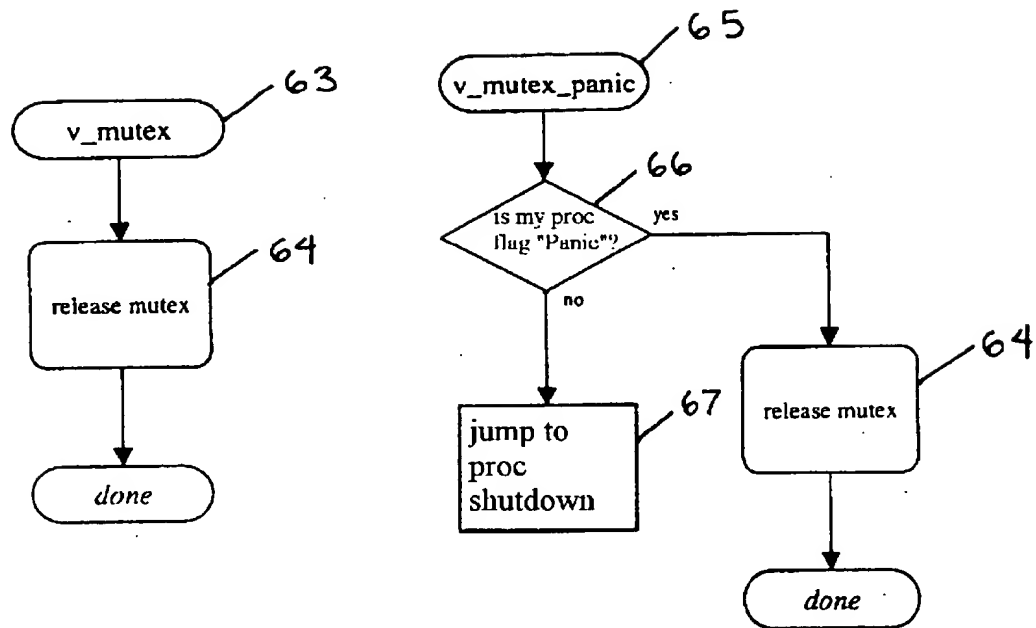 63
v_mutex
64
release mutex
done
65
v_mutex_panic
66
is my proc
flag "Panic"?
yes
no
67
jump to
proc
shutdown
64
release mutex
done